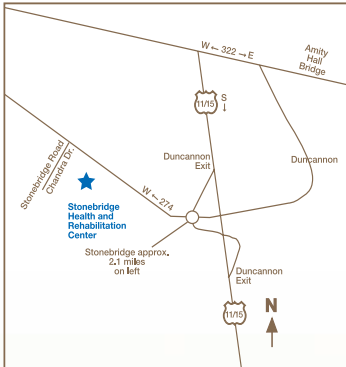 W ← 322 → E
Amity
Hall
Bridge
11/15
S
↓
Duncannon
Exit
Duncannon
Stonebridge Road
Chandra Dr.
W ← 274
Stonebridge
Health and
Rehabilitation
Center
Stonebridge approx.
2.1 miles
on left
Duncannon
Exit
11/15
N